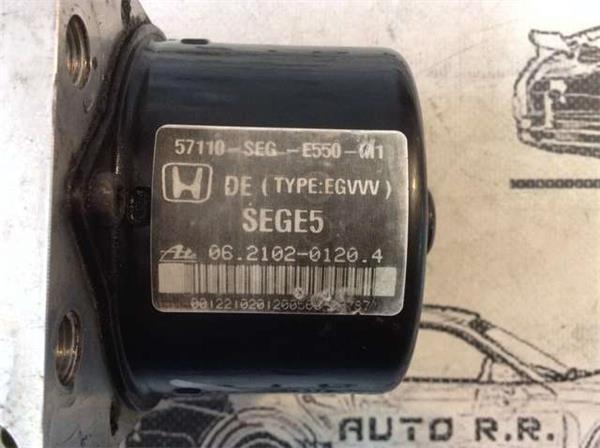 57110-SEG -E550-M1
DE (TYPE:EGVVV)
SEGE5
06.2102-0120.4
AUTO R.R.